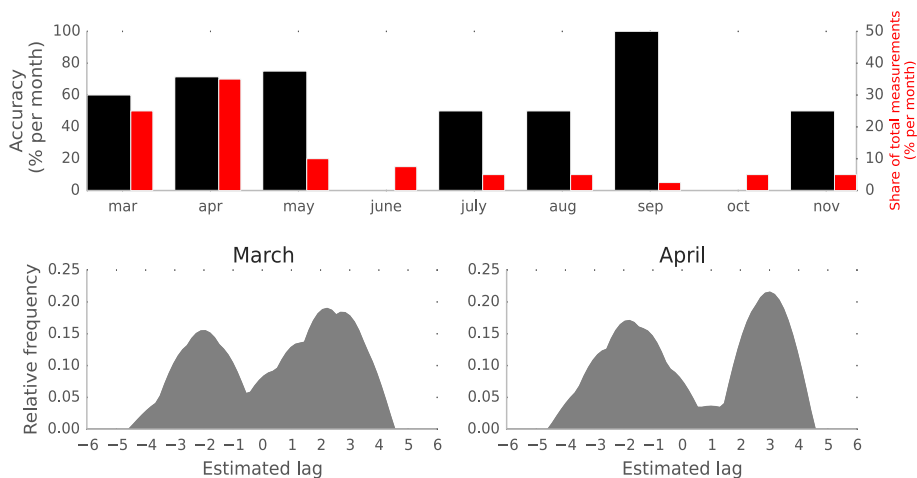 Accuracy
(% per month)
100
80
60
40
20
0
mar apr may june july aug sep oct nov
50
40
30
20
10
0
Share of total measurements
(% per month)
March
Relative frequency
0.25
0.20
0.15
0.10
0.05
0.00
−6 −5 −4 −3 −2 −1 0 1 2 3 4 5 6
Estimated lag
April
0.25
0.20
0.15
0.10
0.05
0.00
−6 −5 −4 −3 −2 −1 0 1 2 3 4 5 6
Estimated lag